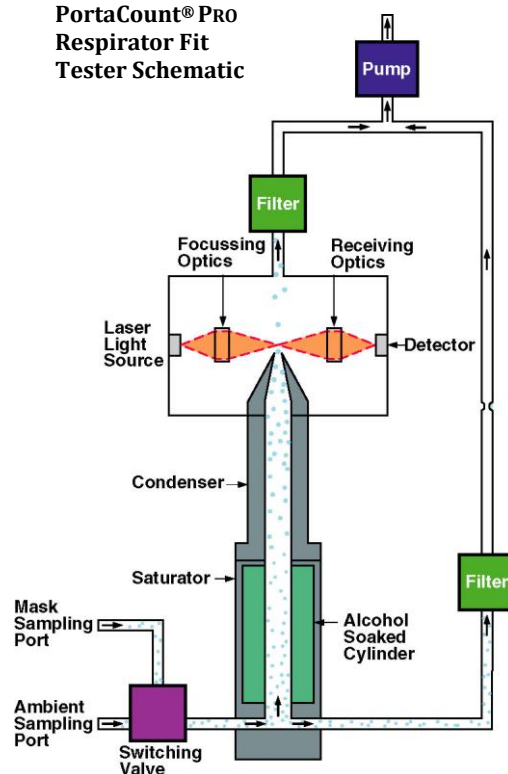 PortaCount® PRO
Respirator Fit
Tester Schematic
Pump
Filter
Focussing
Optics
Receiving
Optics
Laser
Light
Source
Detector
Condenser
Saturator
Filter
Mask
Sampling
Port
Alcohol
Soaked
Cylinder
Ambient
Sampling
Port
Switching
Valve